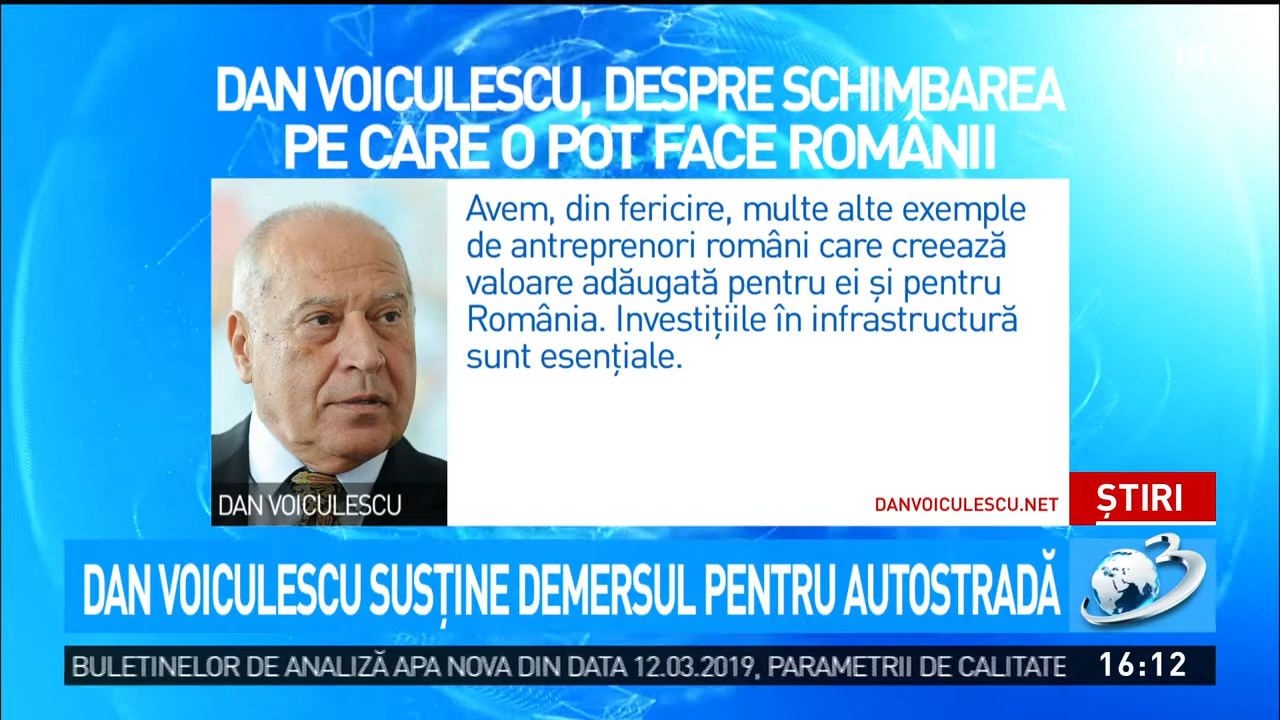 DAN VOICULESCU, DESPRE SCHIMBAREA
PE CARE O POT FACE ROMÂNII
Avem, din fericire, multe alte exemple
de antreprenori români care creează
valoare adăugată pentru ei și pentru
România. Investițiile în infrastructură
sunt esențiale.
DAN VOICULESCU
DANVOICULESCU.NET
ȘTIRI
DAN VOICULESCU SUSȚINE DEMERSUL PENTRU AUTOSTRADĂ
3
BULETINELOR DE ANALIZĂ APA NOVA DIN DATA 12.03.2019, PARAMETRII DE CALITATE
16:12